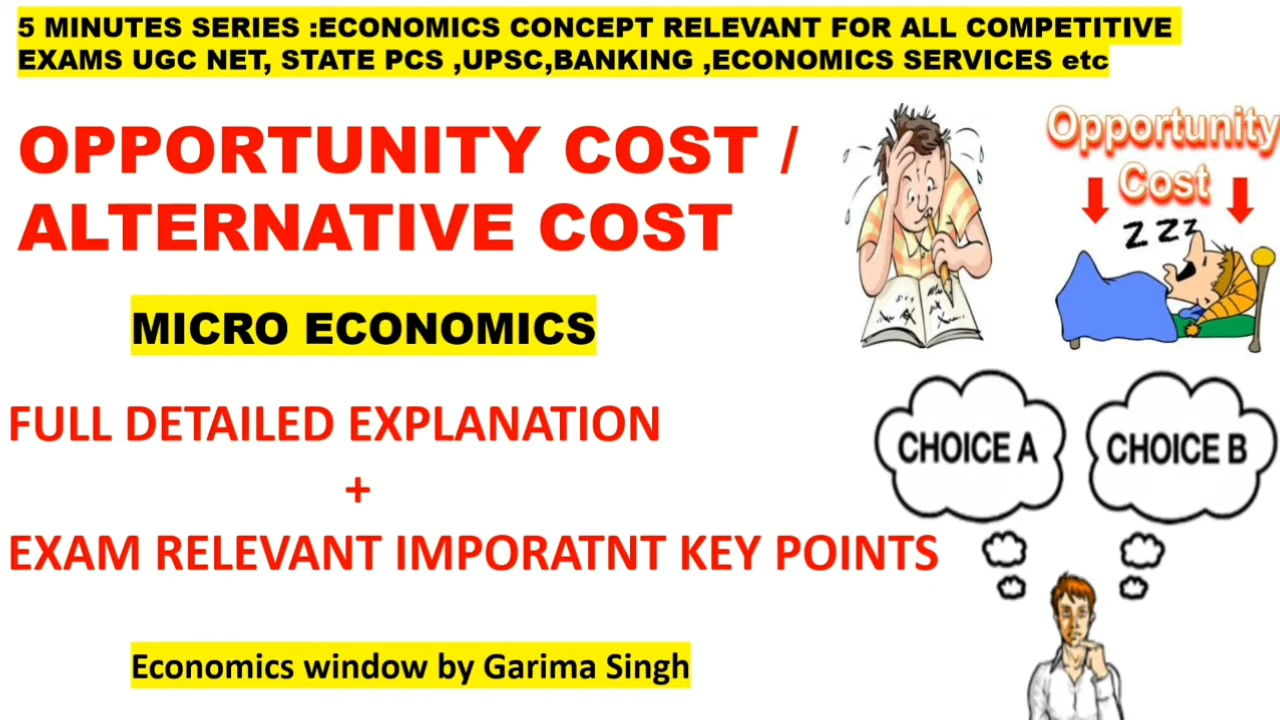 5 MINUTES SERIES :ECONOMICS CONCEPT RELEVANT FOR ALL COMPETITIVE
EXAMS UGC NET, STATE PCS ,UPSC,BANKING ,ECONOMICS SERVICES etc
OPPORTUNITY COST /
ALTERNATIVE COST
Opportunity
Cost
Z Z Z
MICRO ECONOMICS
FULL DETAILED EXPLANATION
+
EXAM RELEVANT IMPORATNT KEY POINTS
CHOICE A
CHOICE B
Economics window by Garima Singh